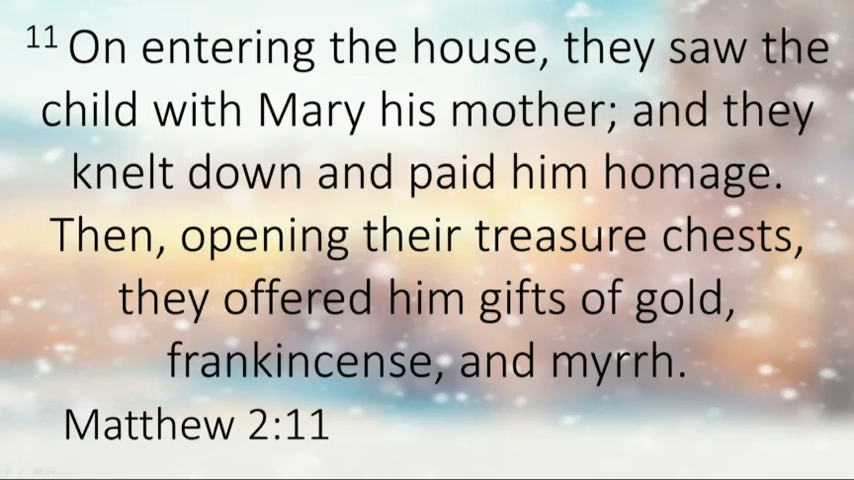 11 On entering the house, they saw the
child with Mary his mother; and they
knelt down and paid him homage.
Then, opening their treasure chests,
they offered him gifts of gold,
frankincense, and myrrh.
Matthew 2:11